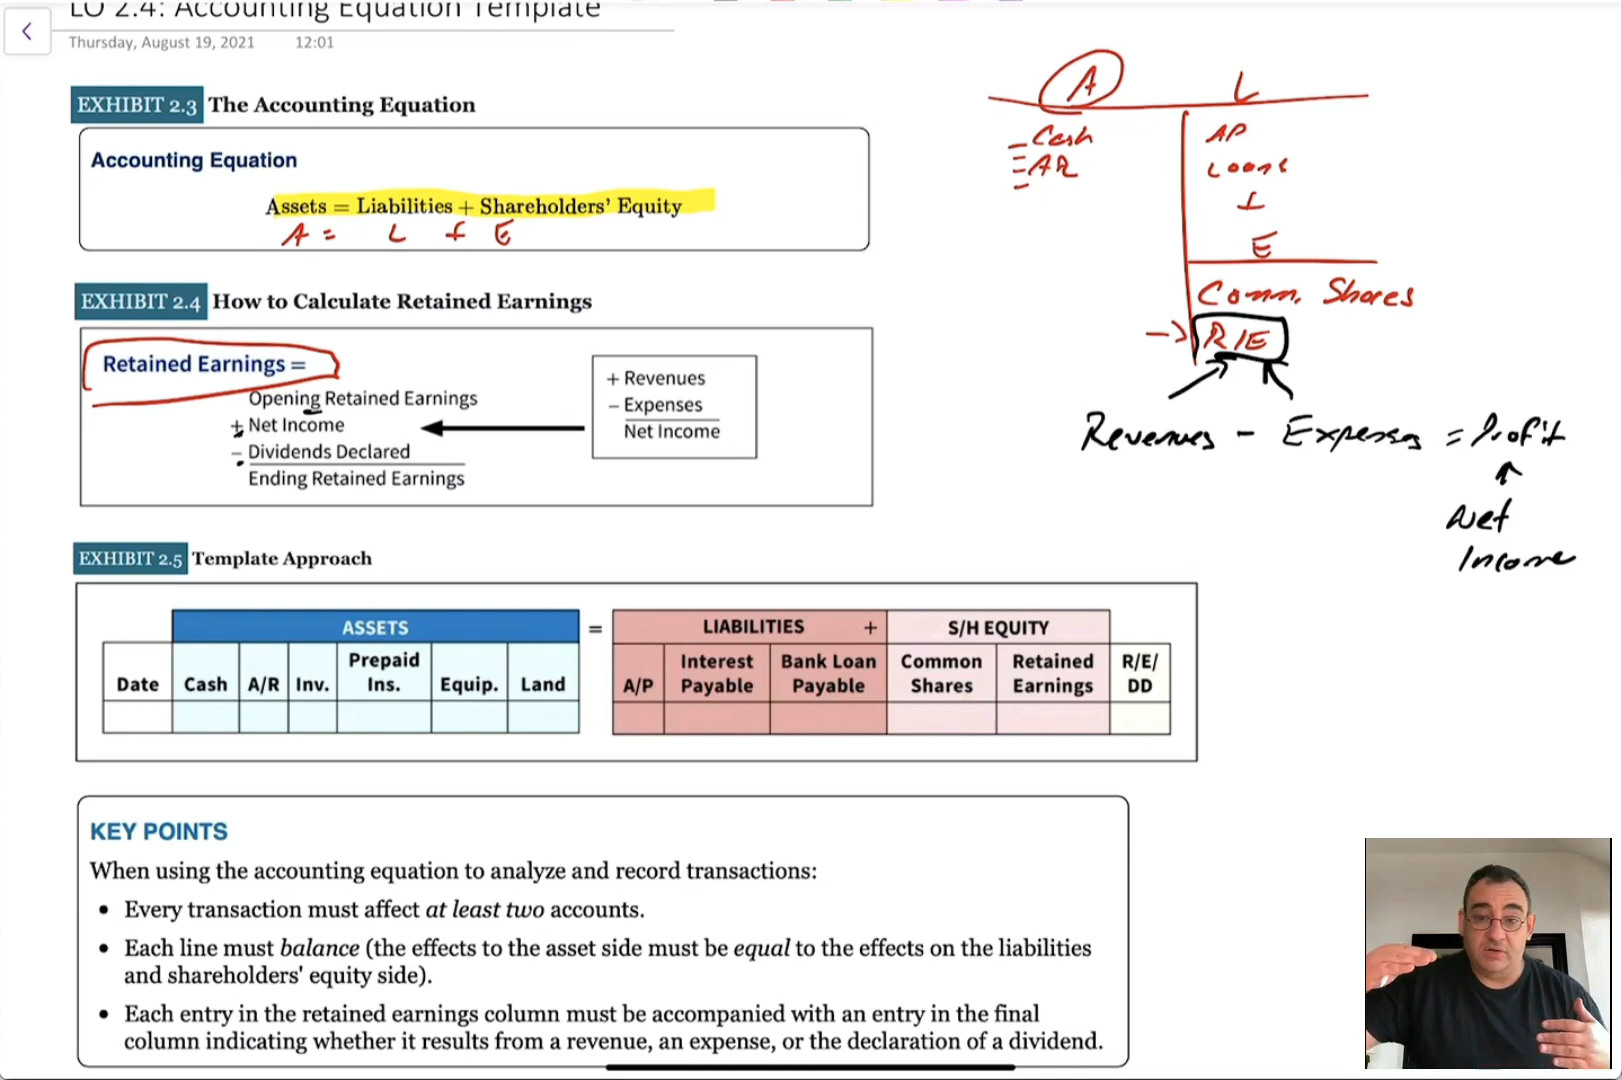 LO 2.4: Accounting Equation Template
Thursday, August 19, 2021 12:01
EXHIBIT 2.3 The Accounting Equation
Accounting Equation
Assets = Liabilities + Shareholders' Equity
A = L + E
EXHIBIT 2.4 How to Calculate Retained Earnings
Retained Earnings =
Opening Retained Earnings
+ Net Income
− Dividends Declared
Ending Retained Earnings
+ Revenues
− Expenses
Net Income
A L
Cash
AR
AP
Loans
+
E
Comm. Shares
R/E
Revenues - Expenses = Profit
Net
Income
EXHIBIT 2.5 Template Approach
ASSETS = LIABILITIES + S/H EQUITY
Date Cash A/R Inv. Prepaid Ins. Equip. Land A/P Interest Payable Bank Loan Payable Common Shares Retained Earnings R/E/ DD
KEY POINTS
When using the accounting equation to analyze and record transactions:
• Every transaction must affect at least two accounts.
• Each line must balance (the effects to the asset side must be equal to the effects on the liabilities
and shareholders' equity side).
• Each entry in the retained earnings column must be accompanied with an entry in the final
column indicating whether it results from a revenue, an expense, or the declaration of a dividend.